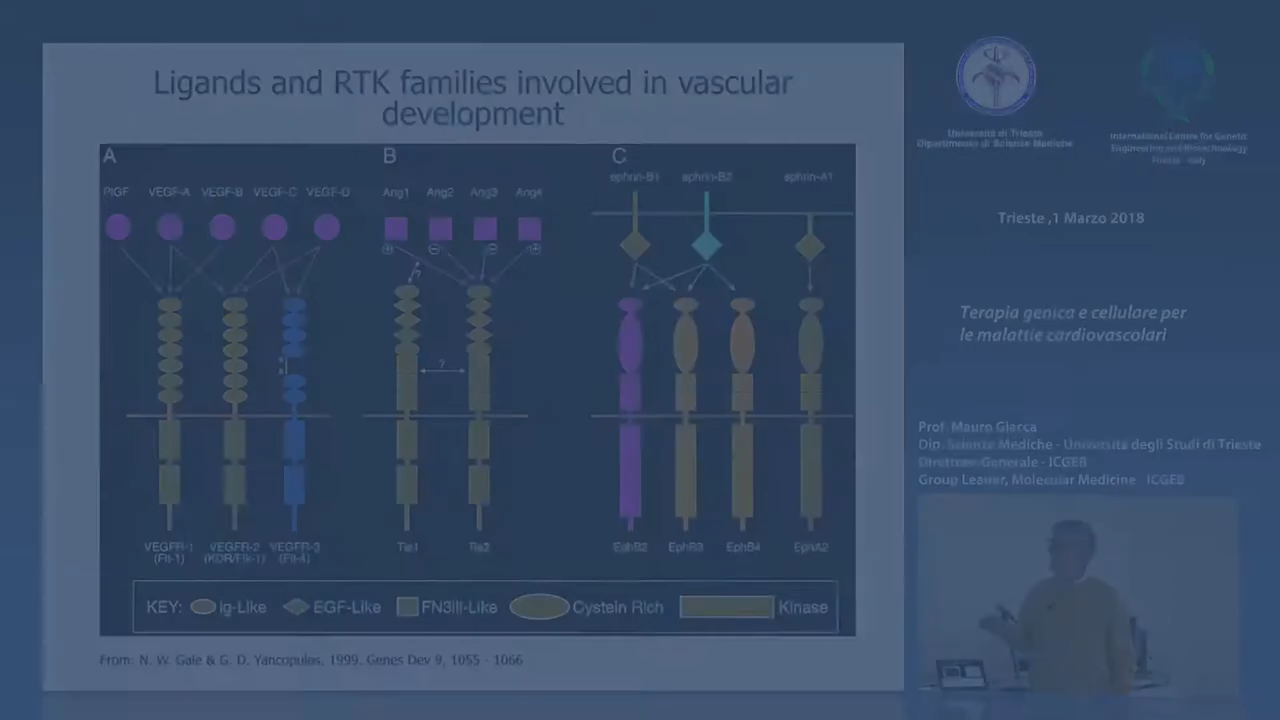 Ligands and RTK families involved in vascular
development
A
B
C
PlGF VEGF-A VEGF-B VEGF-C VEGF-D
Ang1 Ang2 Ang3 Ang4
ephrin-B1 ephrin-B2 ephrin-A1
?
?
VEGFR-1 VEGFR-2 VEGFR-3
(Flt-1) (KDR/Flk-1) (Flt-4)
Tie1 Tie2
EphB2 EphB3 EphB4 EphA2
KEY: Ig-Like EGF-Like FN3III-Like Cystein Rich Kinase
From: N. W. Gale & G. D. Yancopulos, 1999. Genes Dev 9, 1055 - 1066
Università di Trieste
Dipartimento di Scienze Mediche
International Centre for Genetic
Engineering and Biotechnology
Trieste - Italy
Trieste ,1 Marzo 2018
Terapia genica e cellulare per
le malattie cardiovascolari
Prof. Mauro Giacca
Dip. Scienze Mediche - Università degli Studi di Trieste
Direttore Generale - ICGEB
Group Leader, Molecular Medicine - ICGEB